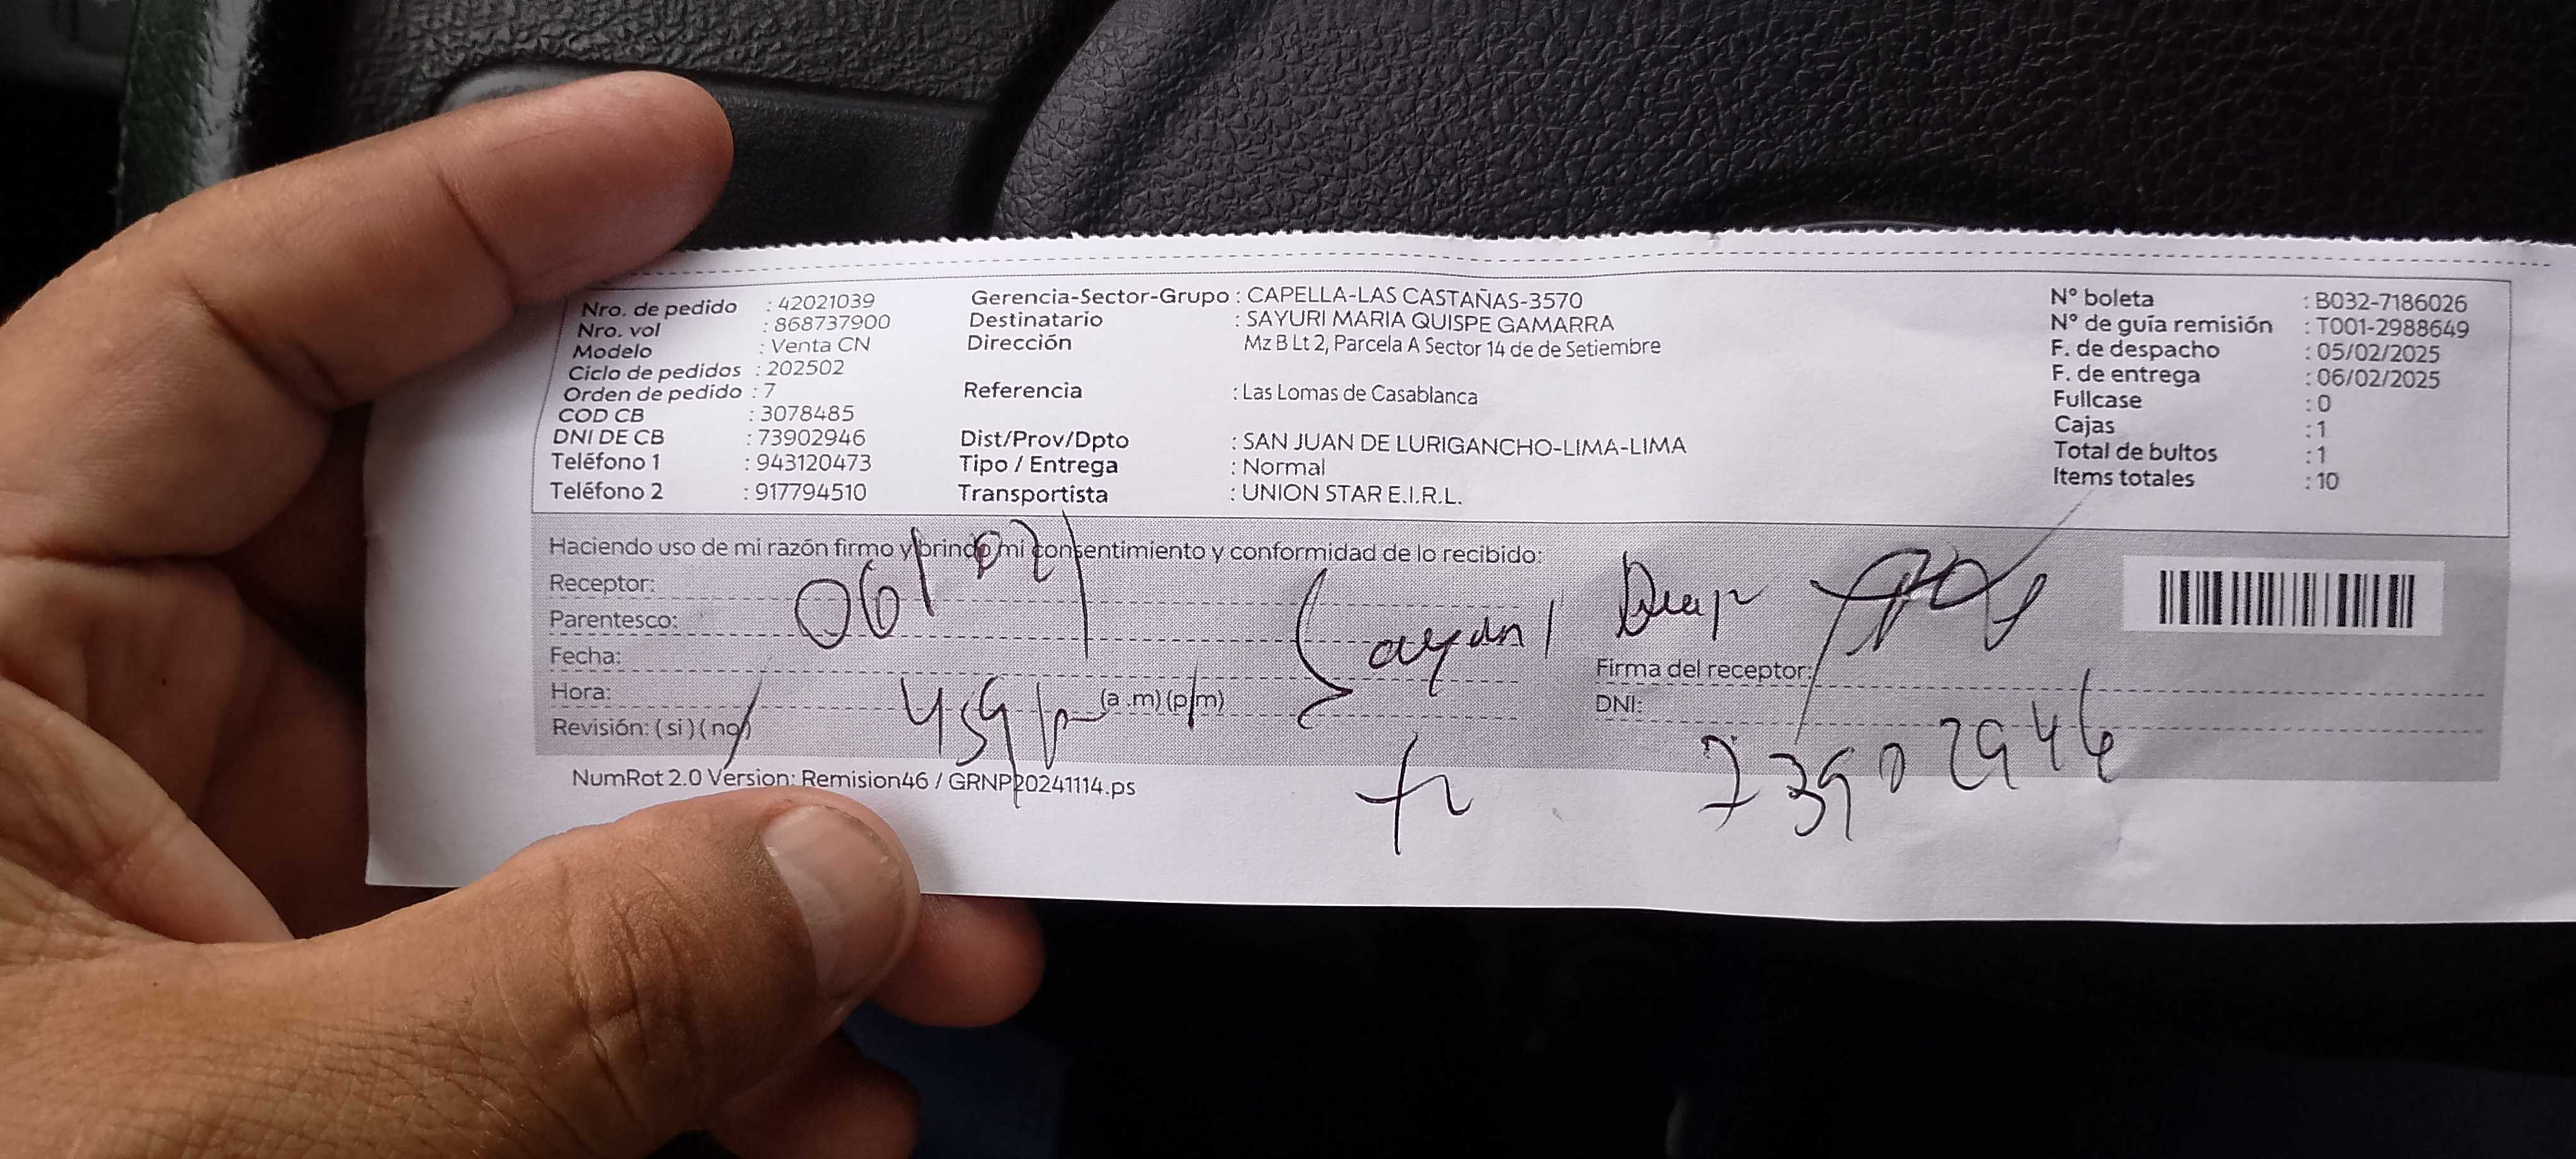 Nro. de pedido : 42021039
Nro. vol : 868737900
Modelo : Venta CN
Ciclo de pedidos : 202502
Orden de pedido : 7
COD CB : 3078485
DNI DE CB : 73902946
Teléfono 1 : 943120473
Teléfono 2 : 917794510
Gerencia-Sector-Grupo : CAPELLA-LAS CASTAÑAS-3570
Destinatario : SAYURI MARIA QUISPE GAMARRA
Dirección Mz B Lt 2, Parcela A Sector 14 de de Setiembre
Referencia : Las Lomas de Casablanca
Dist/Prov/Dpto : SAN JUAN DE LURIGANCHO-LIMA-LIMA
Tipo / Entrega : Normal
Transportista : UNION STAR E.I.R.L.
N° boleta : B032-7186026
N° de guía remisión : T001-2988649
F. de despacho : 05/02/2025
F. de entrega : 06/02/2025
Fullcase : 0
Cajas : 1
Total de bultos : 1
Items totales : 10
Haciendo uso de mi razón firmo y brindo mi consentimiento y conformidad de lo recibido:
Receptor:
Parentesco:
06/02/
Fecha:
Hora: 459 p (a.m) (p.m)
Revisión: ( si ) ( no )
Firma del receptor:
DNI:
73902946
NumRot 2.0 Version: Remision46 / GRNP20241114.ps